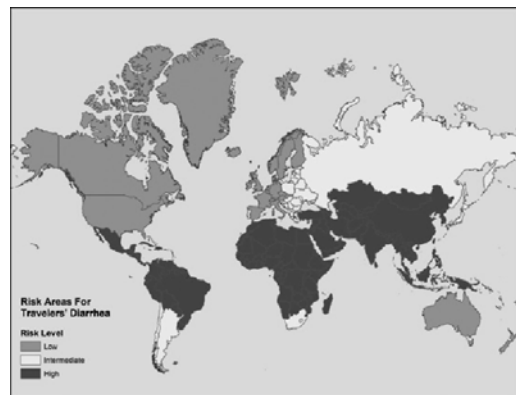 Risk Areas For
Travelers' Diarrhea
Risk Level
Low
Intermediate
High